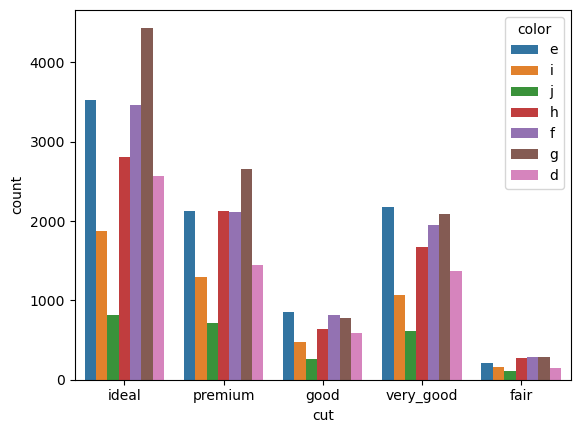 color
e
i
j
h
f
g
d
4000
3000
2000
1000
0
count
ideal premium good very_good fair
cut